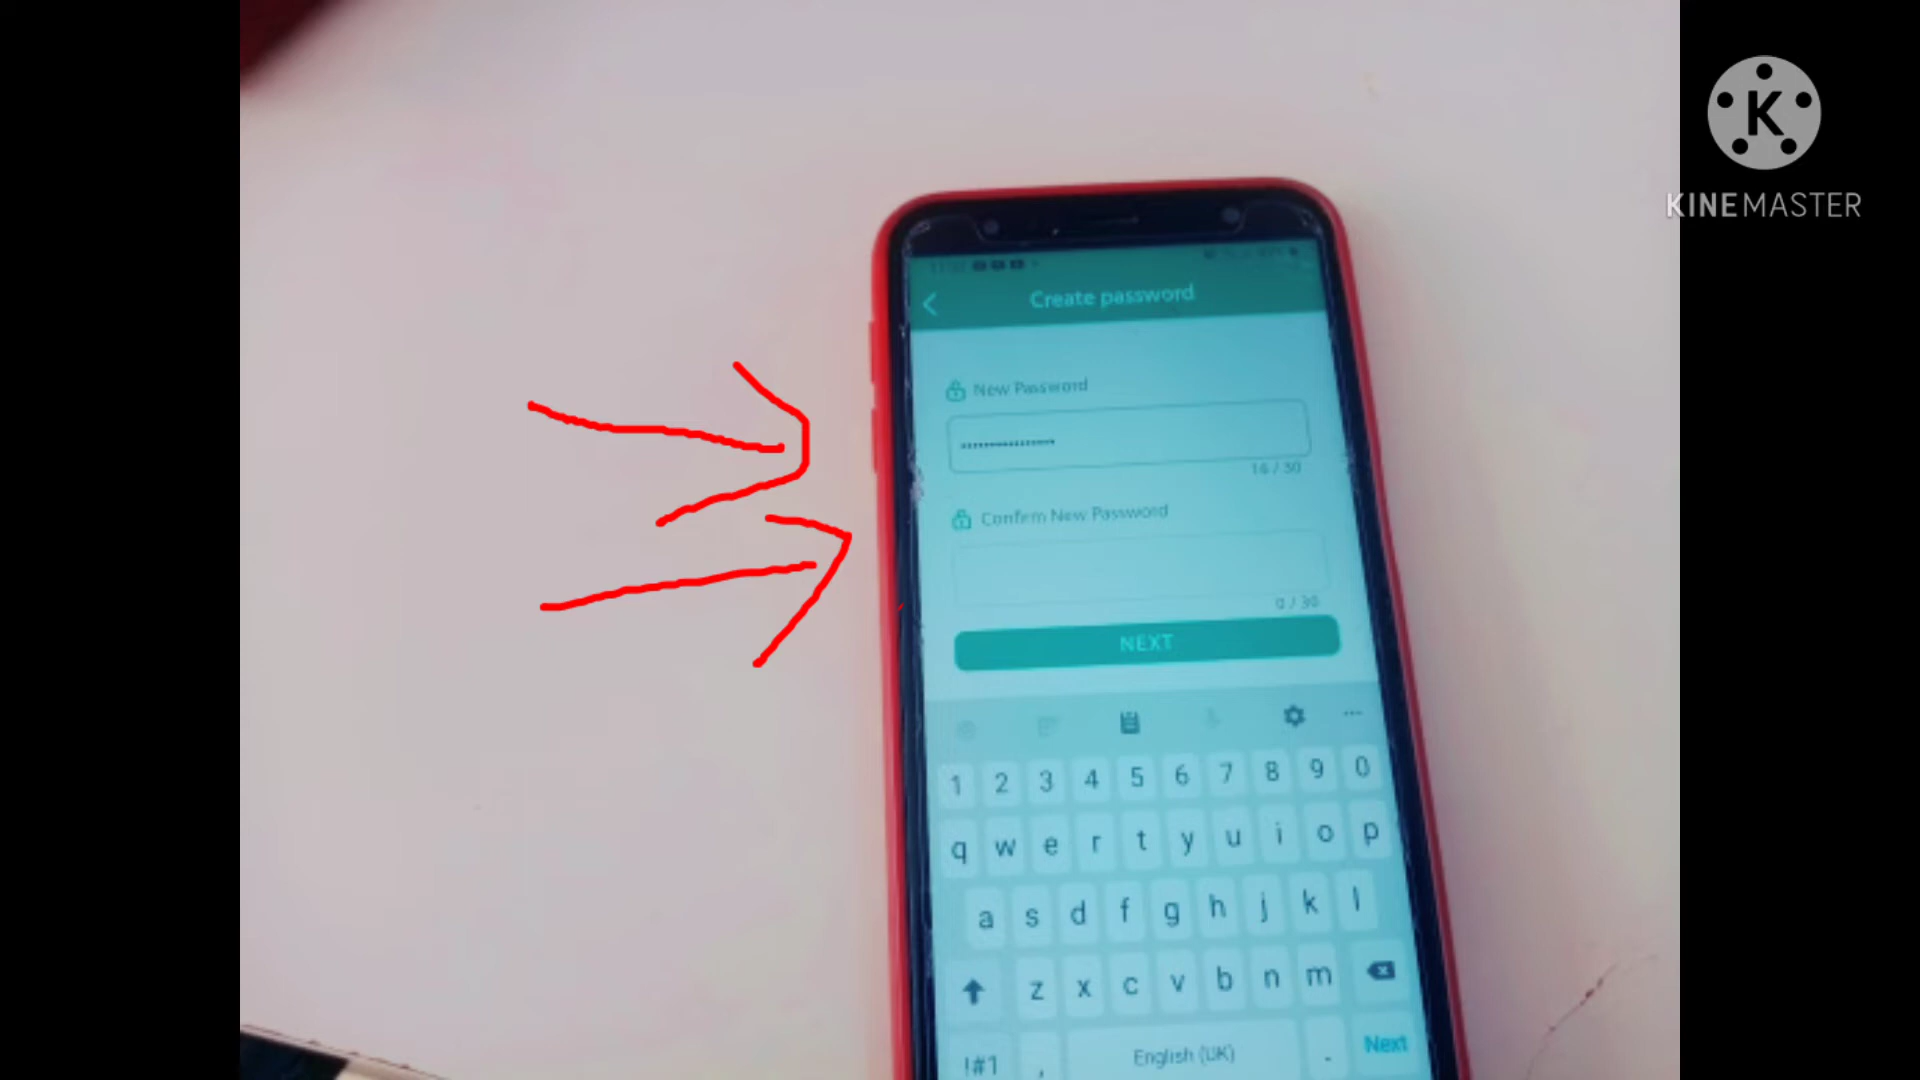 K
KINEMASTER
Create password
New Password
16 / 30
Confirm New Password
0 / 30
NEXT
1 2 3 4 5 6 7 8 9 0
q w e r t y u i o p
a s d f g h j k l
z x c v b n m
!#1 , English (UK) . Next